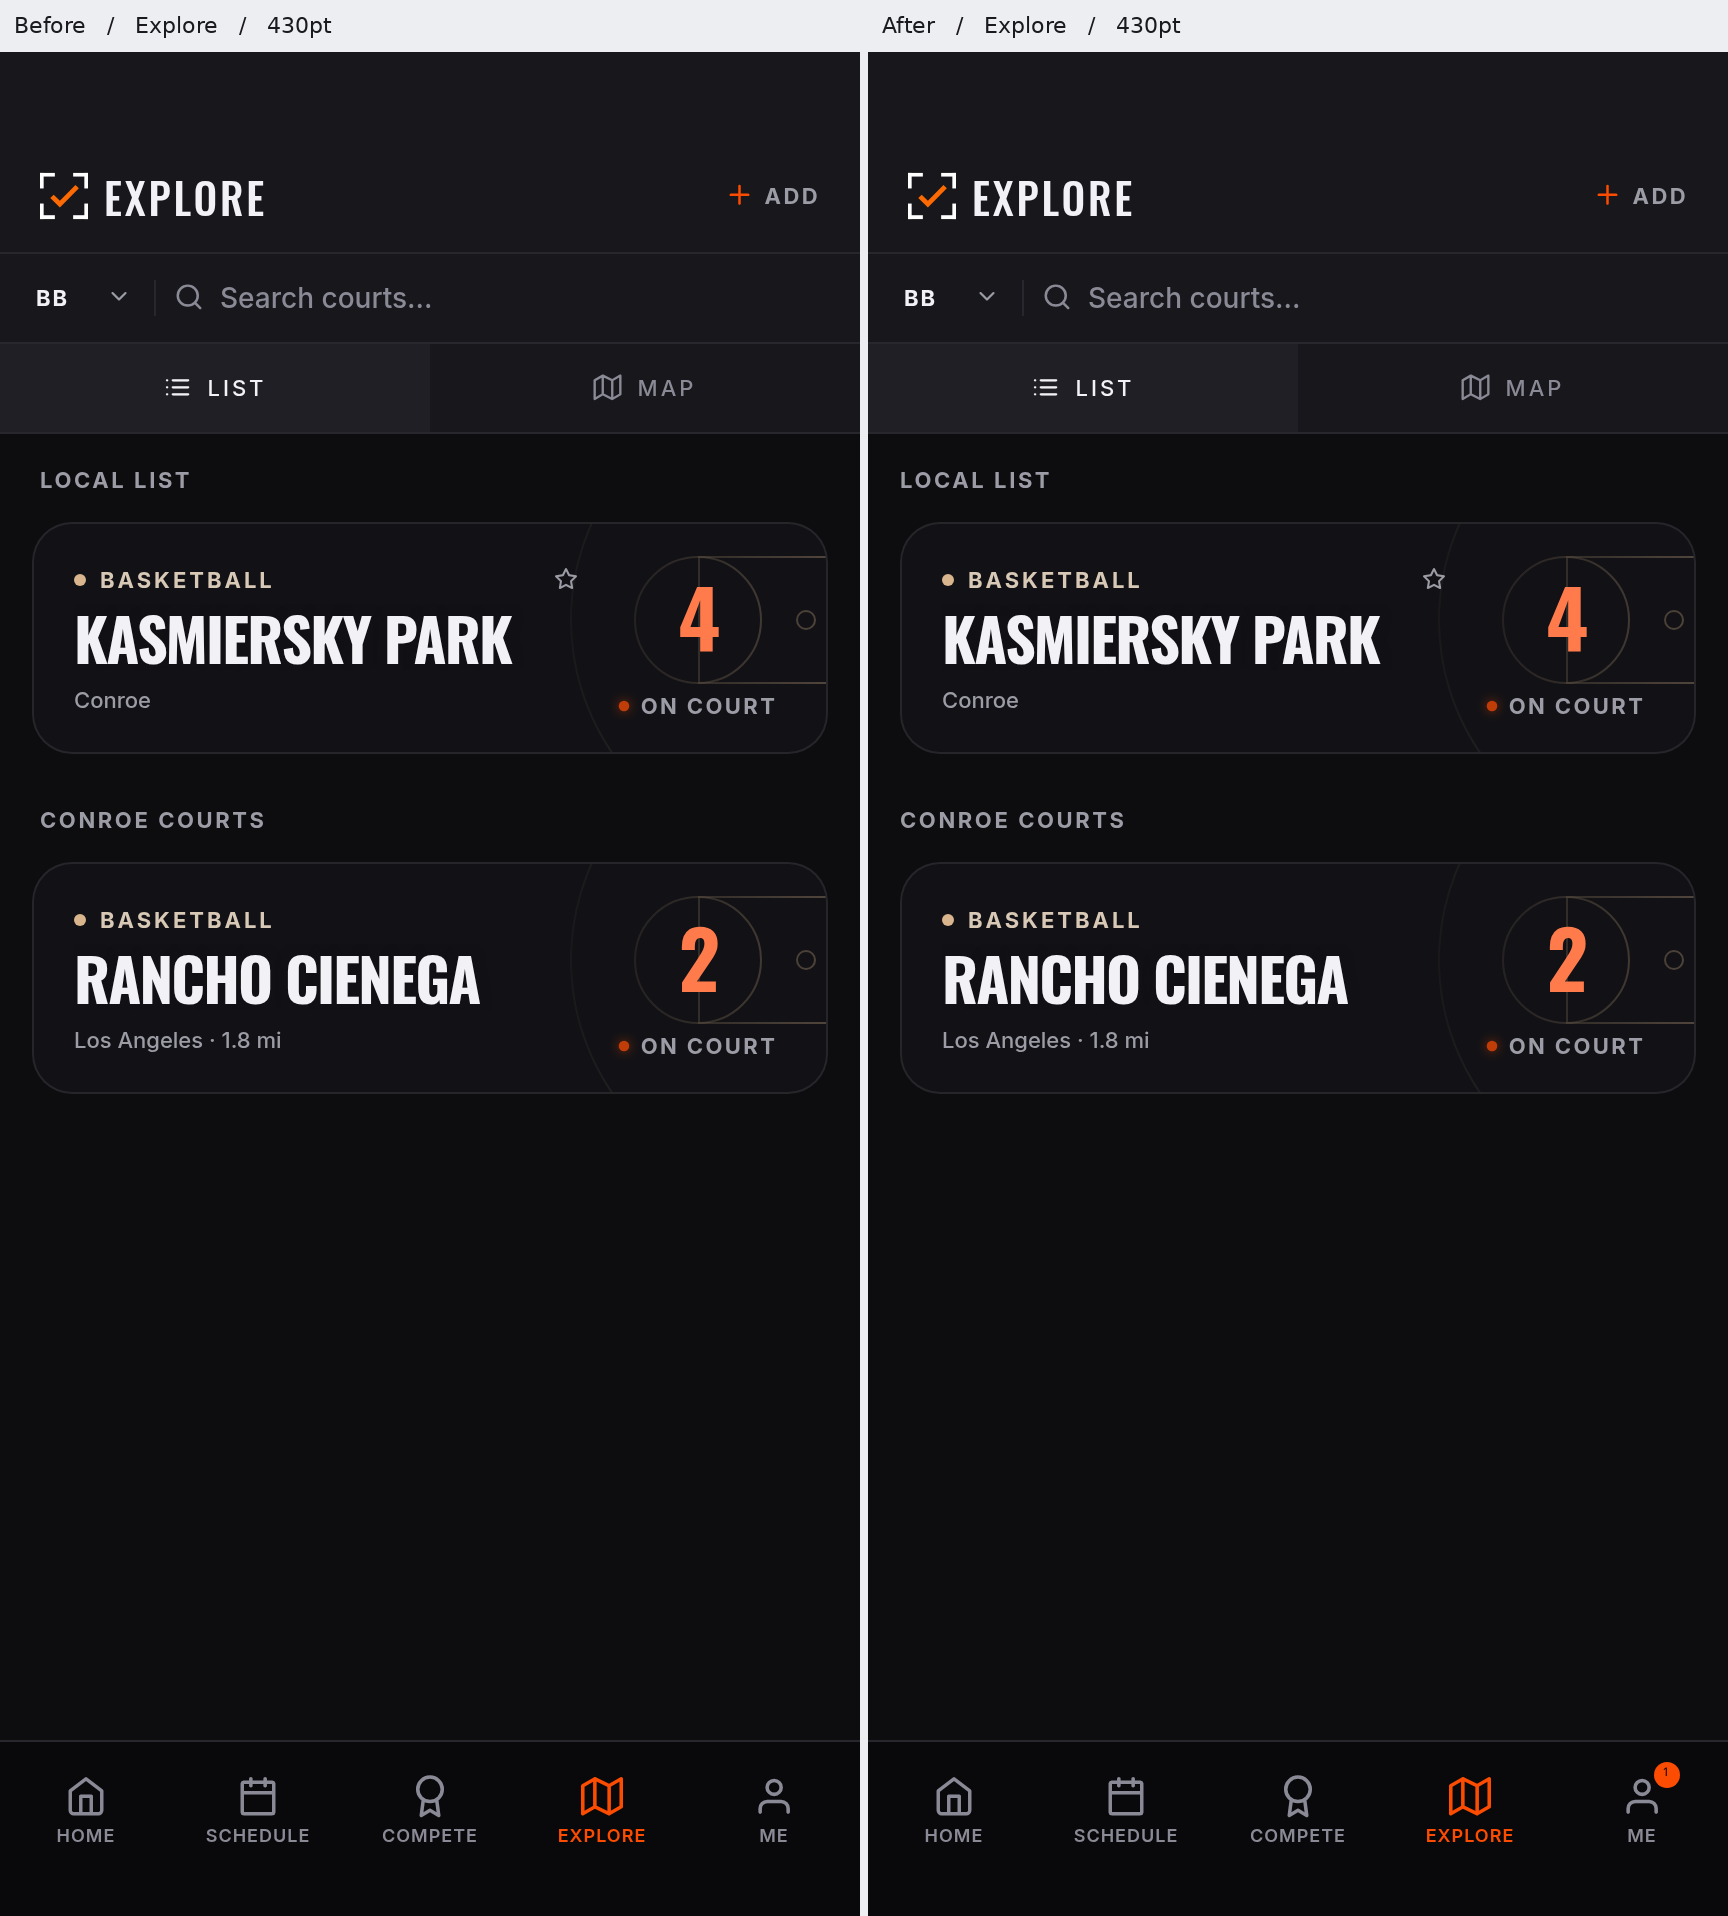 Before / Explore / 430pt
EXPLORE
+ ADD
BB
Search courts...
LIST
MAP
LOCAL LIST
BASKETBALL
KASMIERSKY PARK
Conroe
4
ON COURT
CONROE COURTS
BASKETBALL
RANCHO CIENEGA
Los Angeles · 1.8 mi
2
ON COURT
HOME
SCHEDULE
COMPETE
EXPLORE
ME
After / Explore / 430pt
EXPLORE
+ ADD
BB
Search courts...
LIST
MAP
LOCAL LIST
BASKETBALL
KASMIERSKY PARK
Conroe
4
ON COURT
CONROE COURTS
BASKETBALL
RANCHO CIENEGA
Los Angeles · 1.8 mi
2
ON COURT
HOME
SCHEDULE
COMPETE
EXPLORE
1
ME